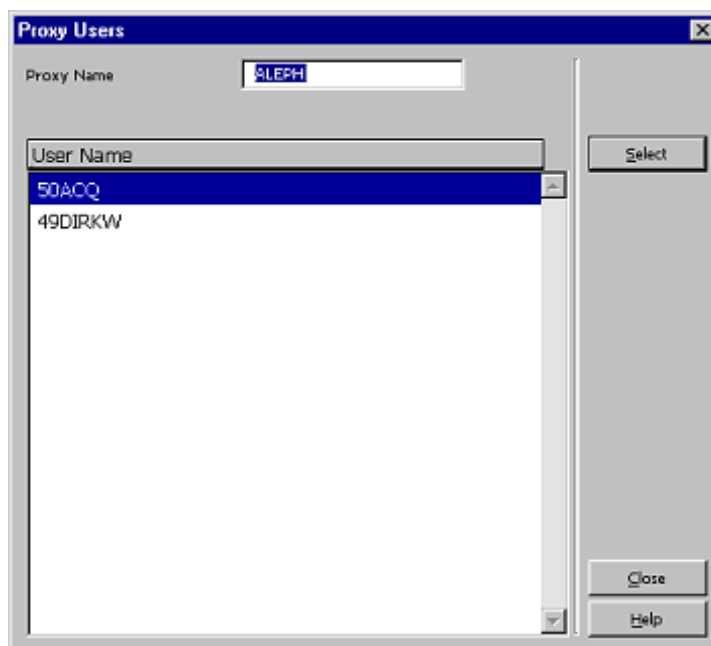 Proxy Users
Proxy Name ALEPH
User Name
Select
50ACQ
49DIRKW
Close
Help